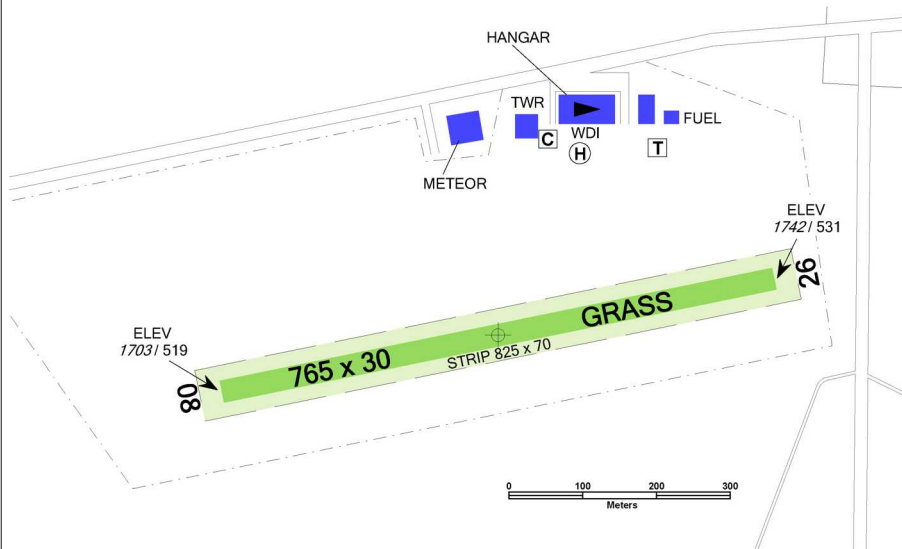 HANGAR
TWR
C
WDI
H
FUEL
T
METEOR
ELEV
1742 / 531
26
GRASS
ELEV
1703 / 519
765 x 30
STRIP 825 x 70
08
0 100 200 300
Meters